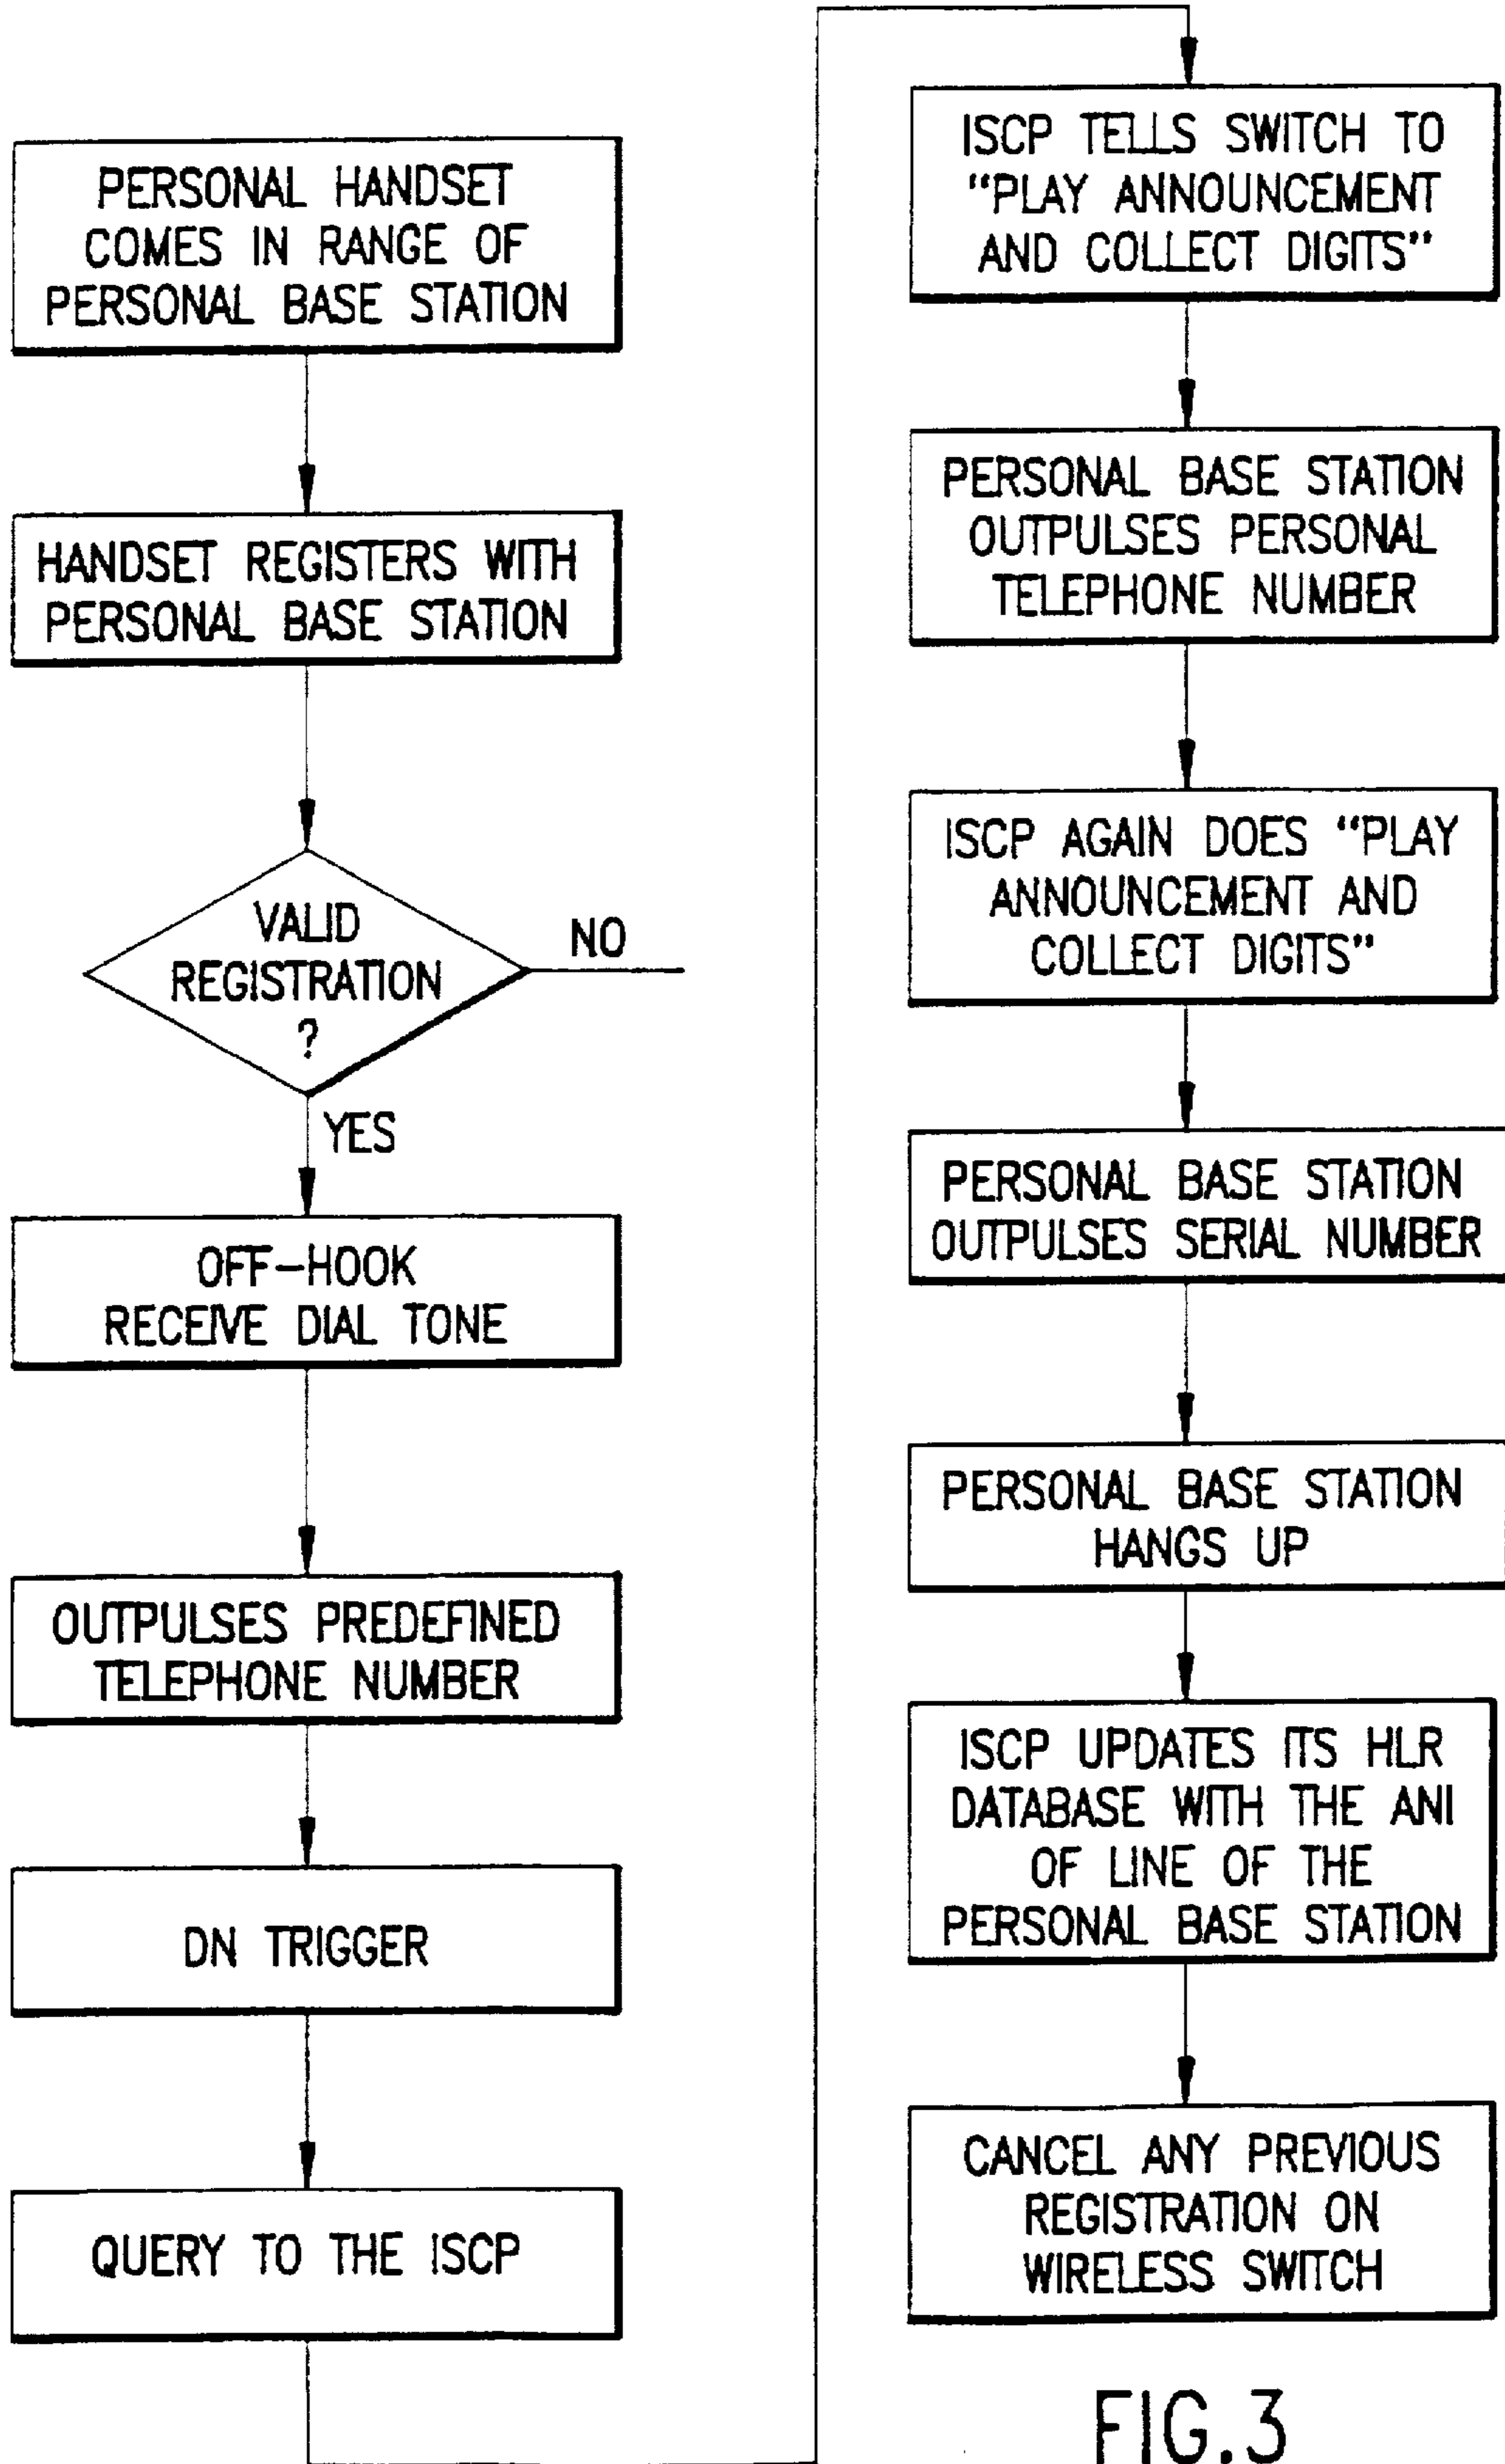 PERSONAL HANDSET
COMES IN RANGE OF
PERSONAL BASE STATION
HANDSET REGISTERS WITH
PERSONAL BASE STATION
VALID
REGISTRATION
?
NO
YES
OFF-HOOK
RECEIVE DIAL TONE
OUTPULSES PREDEFINED
TELEPHONE NUMBER
DN TRIGGER
QUERY TO THE ISCP
ISCP TELLS SWITCH TO
"PLAY ANNOUNCEMENT
AND COLLECT DIGITS"
PERSONAL BASE STATION
OUTPULSES PERSONAL
TELEPHONE NUMBER
ISCP AGAIN DOES "PLAY
ANNOUNCEMENT AND
COLLECT DIGITS"
PERSONAL BASE STATION
OUTPULSES SERIAL NUMBER
PERSONAL BASE STATION
HANGS UP
ISCP UPDATES ITS HLR
DATABASE WITH THE ANI
OF LINE OF THE
PERSONAL BASE STATION
CANCEL ANY PREVIOUS
REGISTRATION ON
WIRELESS SWITCH
FIG.3